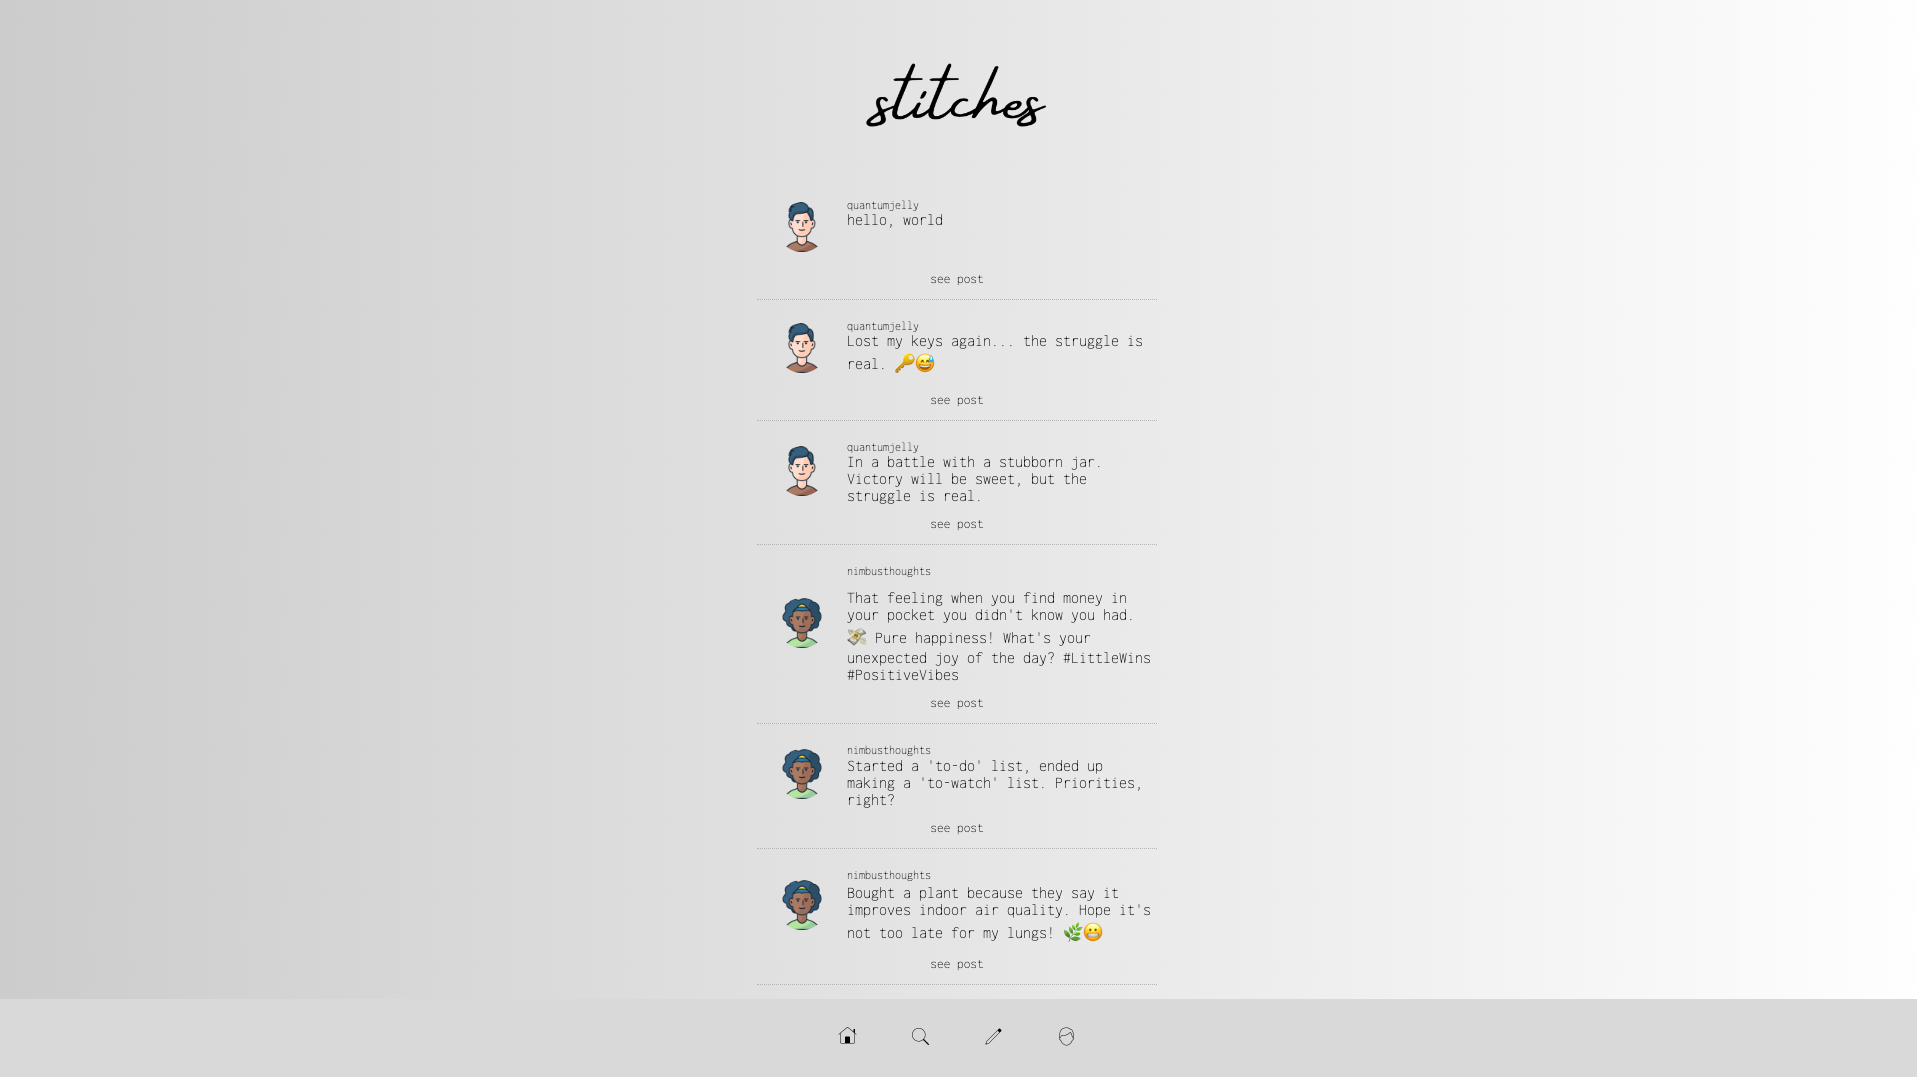 stitches
quantumjelly
hello, world
see post
quantumjelly
Lost my keys again... the struggle is
real. 🔑😅
see post
quantumjelly
In a battle with a stubborn jar.
Victory will be sweet, but the
struggle is real.
see post
nimbusthoughts
That feeling when you find money in
your pocket you didn't know you had.
💸 Pure happiness! What's your
unexpected joy of the day? #LittleWins
#PositiveVibes
see post
nimbusthoughts
Started a 'to-do' list, ended up
making a 'to-watch' list. Priorities,
right?
see post
nimbusthoughts
Bought a plant because they say it
improves indoor air quality. Hope it's
not too late for my lungs! 🌿😬
see post